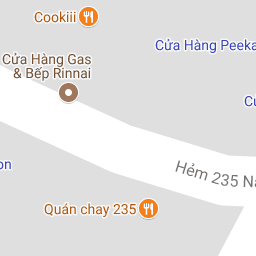 Cookiii
Cửa Hàng Peeka
Cửa Hàng Gas
& Bếp Rinnai
Hẻm 235 Na
Quán chay 235